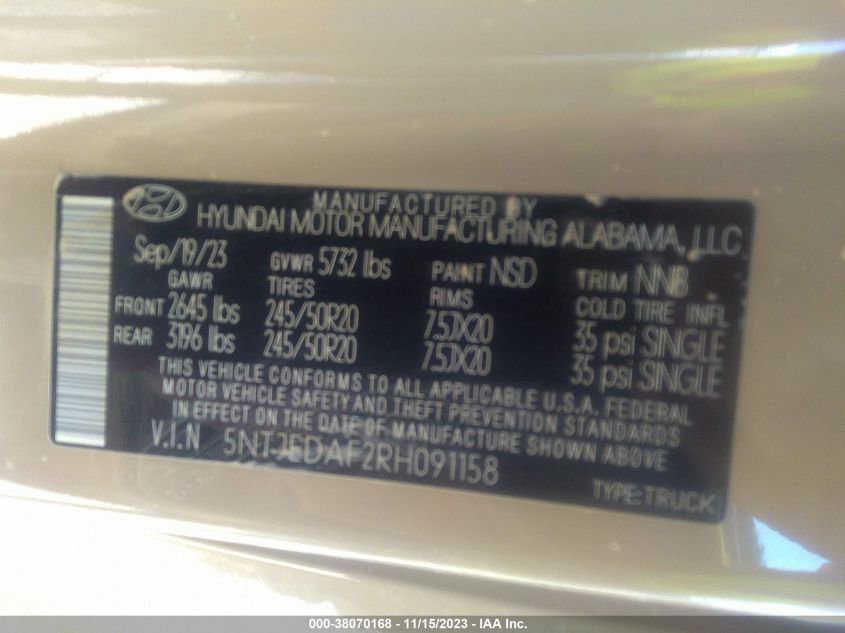 MANUFACTURED BY
HYUNDAI MOTOR MANUFACTURING ALABAMA, LLC
Sep/19/23 GVWR 5732 lbs PAINT NSD TRIM NNB
GAWR TIRES RIMS COLD TIRE INFL
FRONT 2645 lbs 245/50R20 7.5JX20 35 psi SINGLE
REAR 3196 lbs 245/50R20 7.5JX20 35 psi SINGLE
THIS VEHICLE CONFORMS TO ALL APPLICABLE U.S.A. FEDERAL
MOTOR VEHICLE SAFETY AND THEFT PREVENTION STANDARDS
IN EFFECT ON THE DATE OF MANUFACTURE SHOWN ABOVE
V.I.N 5NTJEDAF2RH091158
TYPE:TRUCK
000-38070168 - 11/15/2023 - IAA Inc.